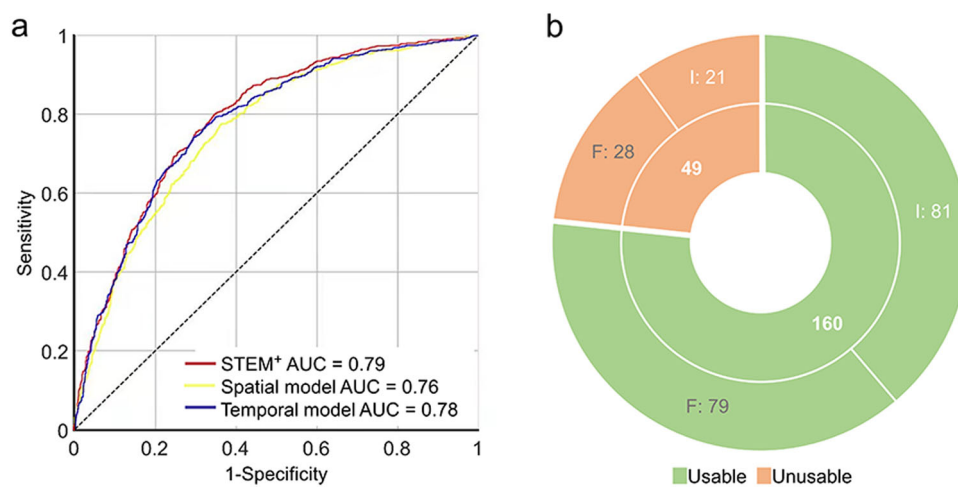 a
1
0.8
0.6
0.4
0.2
0
0
0.2
0.4
0.6
0.8
1
Sensitivity
1-Specificity
STEM⁺ AUC = 0.79
Spatial model AUC = 0.76
Temporal model AUC = 0.78
b
I: 21
F: 28
49
I: 81
160
F: 79
Usable
Unusable